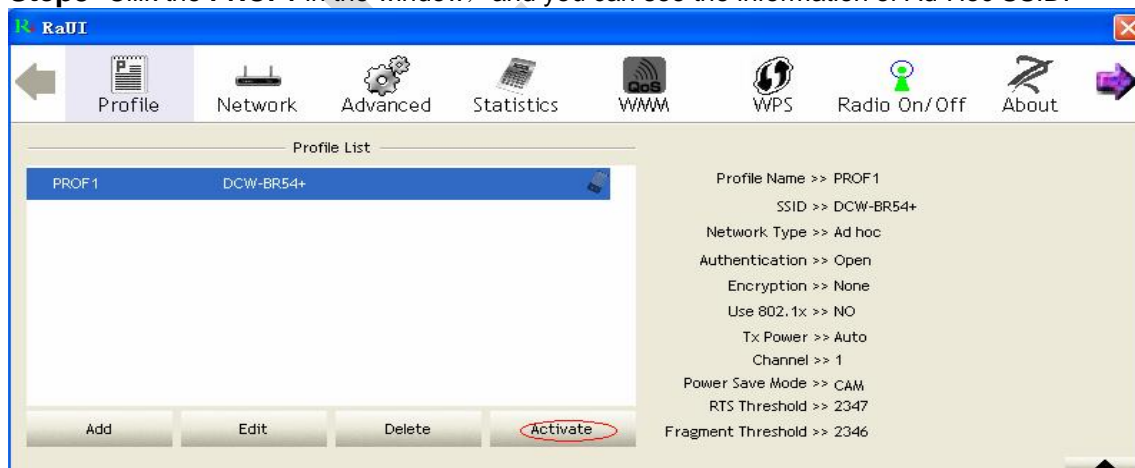 RaUI
Profile Network Advanced Statistics QoS WMM WPS Radio On/Off About
Profile List
PROF1 DCW-BR54+
Profile Name >> PROF1
SSID >> DCW-BR54+
Network Type >> Ad hoc
Authentication >> Open
Encryption >> None
Use 802.1x >> NO
Tx Power >> Auto
Channel >> 1
Power Save Mode >> CAM
RTS Threshold >> 2347
Fragment Threshold >> 2346
Add Edit Delete Activate